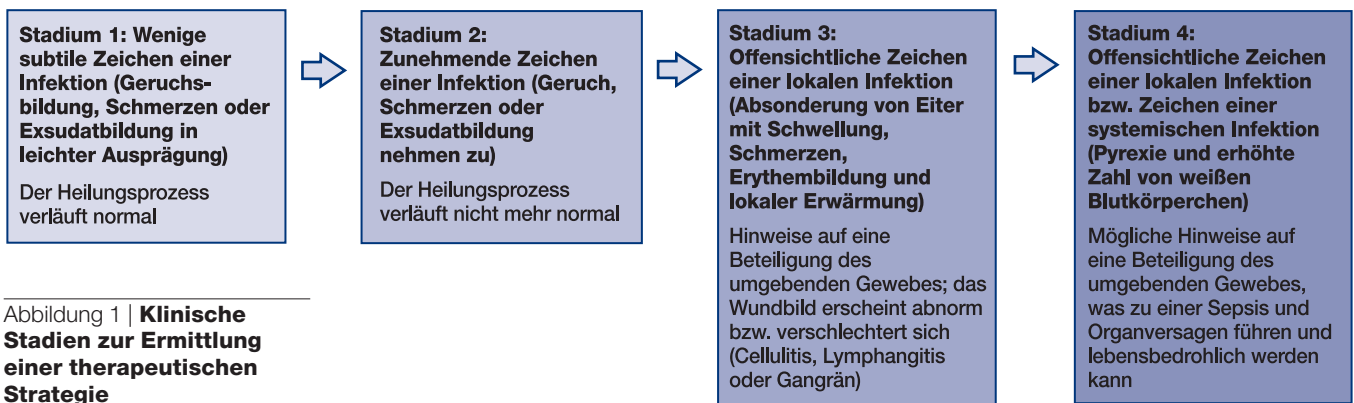 Stadium 1: Wenige
subtile Zeichen einer
Infektion (Geruchs-
bildung, Schmerzen oder
Exsudatbildung in
leichter Ausprägung)
Der Heilungsprozess
verläuft normal
Stadium 2:
Zunehmende Zeichen
einer Infektion (Geruch,
Schmerzen oder
Exsudatbildung
nehmen zu)
Der Heilungsprozess
verläuft nicht mehr normal
Stadium 3:
Offensichtliche Zeichen
einer lokalen Infektion
(Absonderung von Eiter
mit Schwellung,
Schmerzen,
Erythembildung und
lokaler Erwärmung)
Hinweise auf eine
Beteiligung des
umgebenden Gewebes; das
Wundbild erscheint abnorm
bzw. verschlechtert sich
(Cellulitis, Lymphangitis
oder Gangrän)
Stadium 4:
Offensichtliche Zeichen
einer lokalen Infektion
bzw. Zeichen einer
systemischen Infektion
(Pyrexie und erhöhte
Zahl von weißen
Blutkörperchen)
Mögliche Hinweise auf
eine Beteiligung des
umgebenden Gewebes,
was zu einer Sepsis und
Organversagen führen und
lebensbedrohlich werden
kann
Abbildung 1 | Klinische
Stadien zur Ermittlung
einer therapeutischen
Strategie